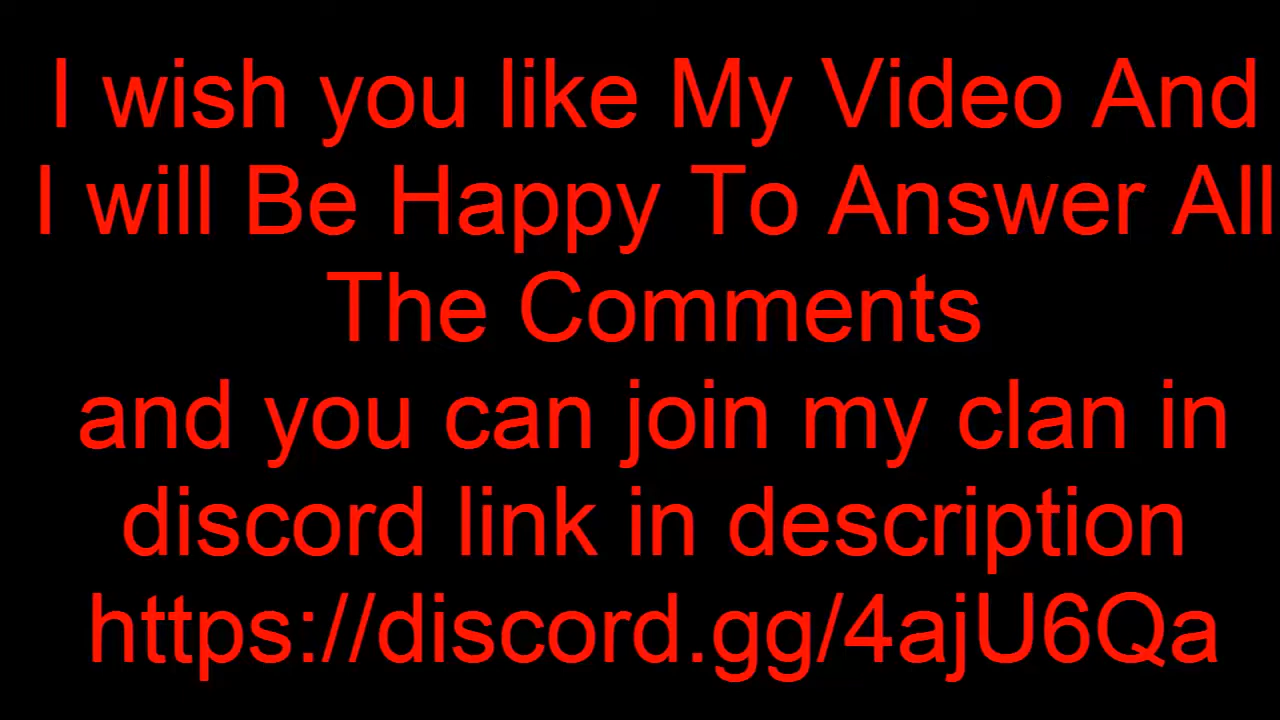 I wish you like My Video And
I will Be Happy To Answer All
The Comments
and you can join my clan in
discord link in description
https://discord.gg/4ajU6Qa